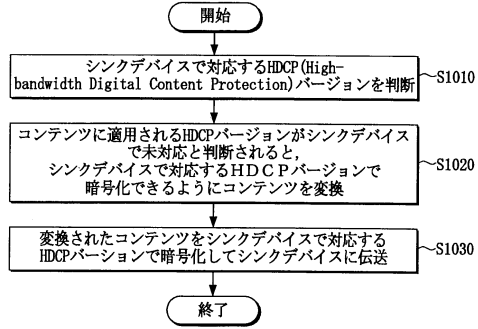 開始
シンクデバイスで対応するHDCP(High-
bandwidth Digital Content Protection)バージョンを判断
S1010
コンテンツに適用されるHDCPバージョンがシンクデバイス
で未対応と判断されると,
シンクデバイスで対応するＨＤＣＰバージョンで
暗号化できるようにコンテンツを変換
S1020
変換されたコンテンツをシンクデバイスで対応する
HDCPバーションで暗号化してシンクデバイスに伝送
S1030
終了